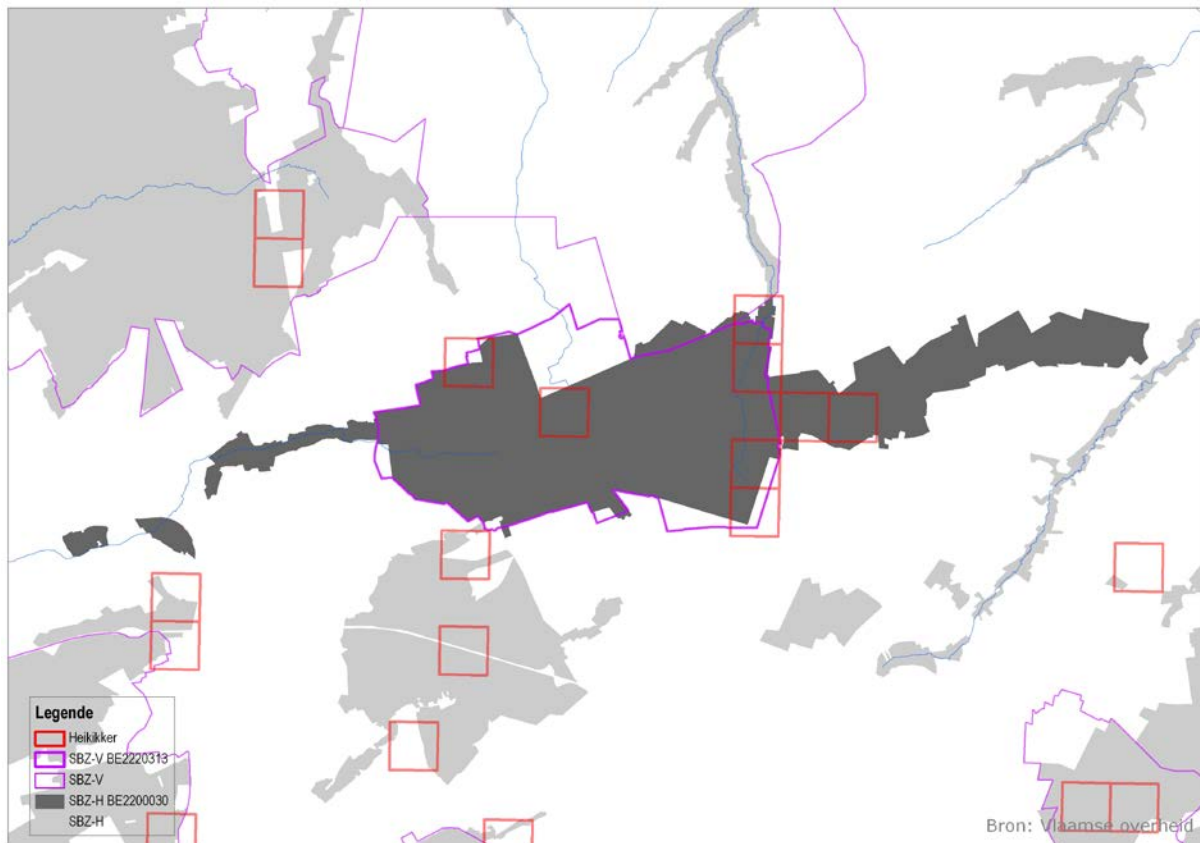 Legende
Heikikker
SBZ-V BE2220313
SBZ-V
SBZ-H BE2200030
SBZ-H
Bron: Vlaamse overheid